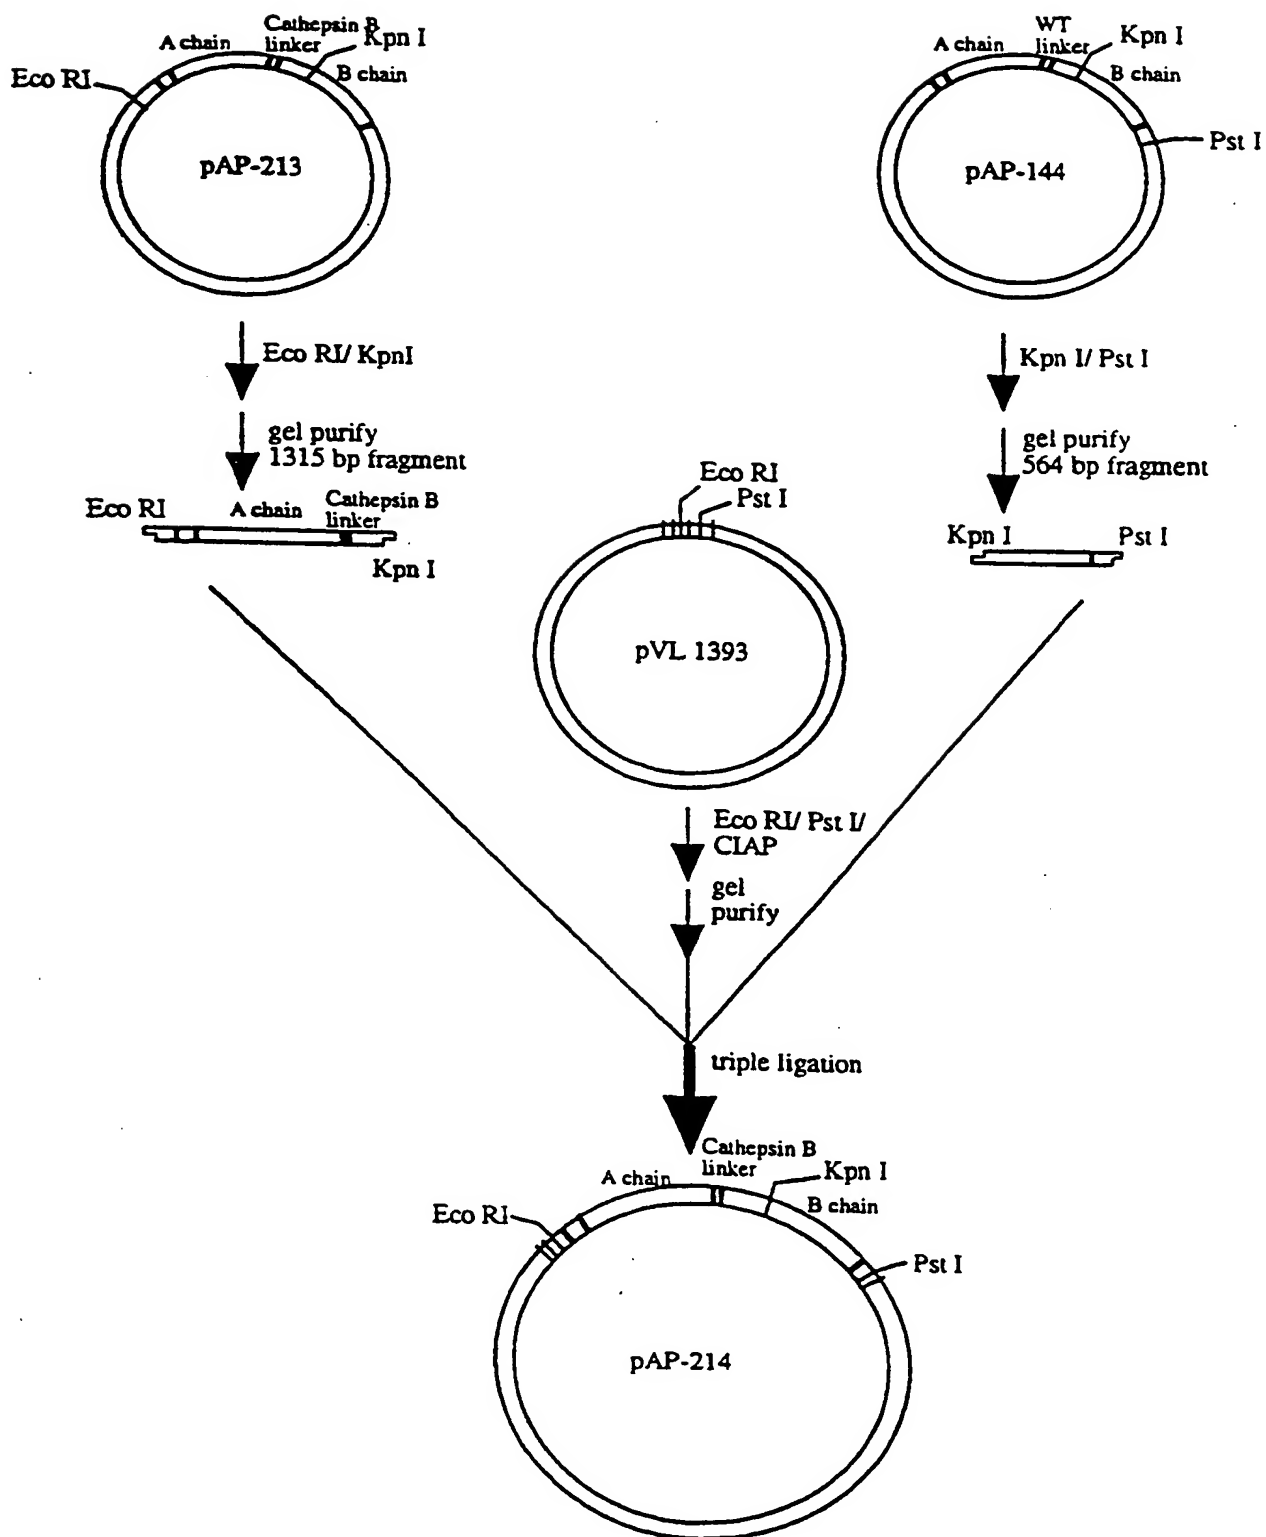 A chain
Cathepsin B
linker
Kpn I
B chain
Eco RI
pAP-213
A chain
WT
linker
Kpn I
B chain
Pst I
pAP-144
Eco RI/ KpnI
gel purify
1315 bp fragment
Kpn I/ Pst I
gel purify
564 bp fragment
Eco RI
A chain
Cathepsin B
linker
Kpn I
Eco RI
Pst I
pVL 1393
Kpn I
Pst I
Eco RI/ Pst I/
CIAP
gel
purify
triple ligation
Cathepsin B
linker
A chain
Kpn I
B chain
Eco RI
Pst I
pAP-214